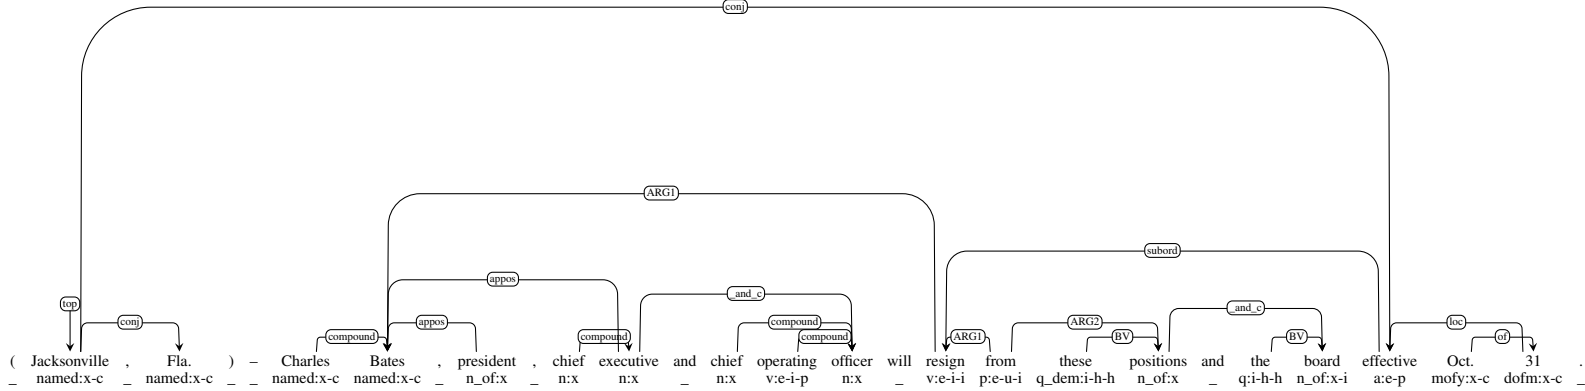 conj
ARG1
subord
appos
_and_c
top
_and_c
conj
compound
appos
compound
compound
compound
ARG1
ARG2
BV
BV
loc
of
( Jacksonville , Fla. ) – Charles Bates , president , chief executive and chief operating officer will resign from these positions and the board effective Oct. 31 .
_ named:x-c _ named:x-c _ _ named:x-c named:x-c _ n_of:x _ n:x n:x _ n:x v:e-i-p n:x _ v:e-i-i p:e-u-i q_dem:i-h-h n_of:x _ q:i-h-h n_of:x-i a:e-p mofy:x-c dofm:x-c _